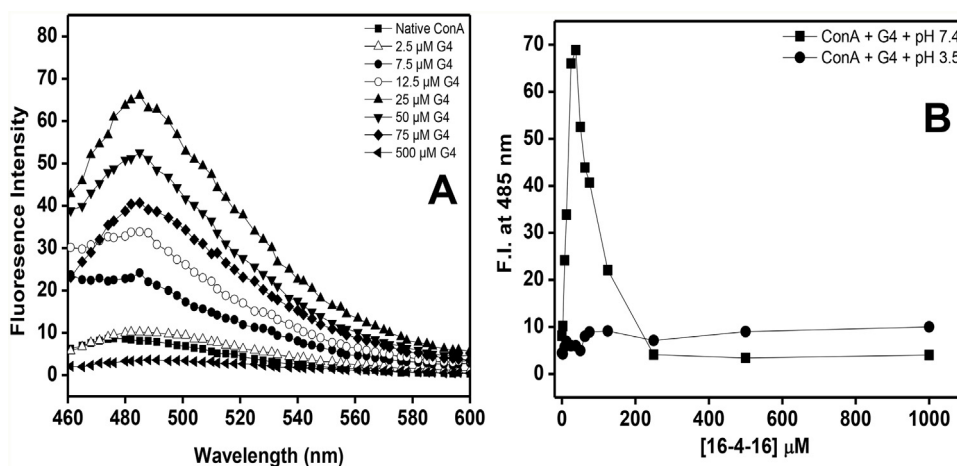 Native ConA
2.5 µM G4
7.5 µM G4
12.5 µM G4
25 µM G4
50 µM G4
75 µM G4
500 µM G4
A
Fluoresence Intensity
80
70
60
50
40
30
20
10
0
460 480 500 520 540 560 580 600
Wavelength (nm)
ConA + G4 + pH 7.4
ConA + G4 + pH 3.5
B
F.I. at 485 nm
70
60
50
40
30
20
10
0
0 200 400 600 800 1000
[16-4-16] µM